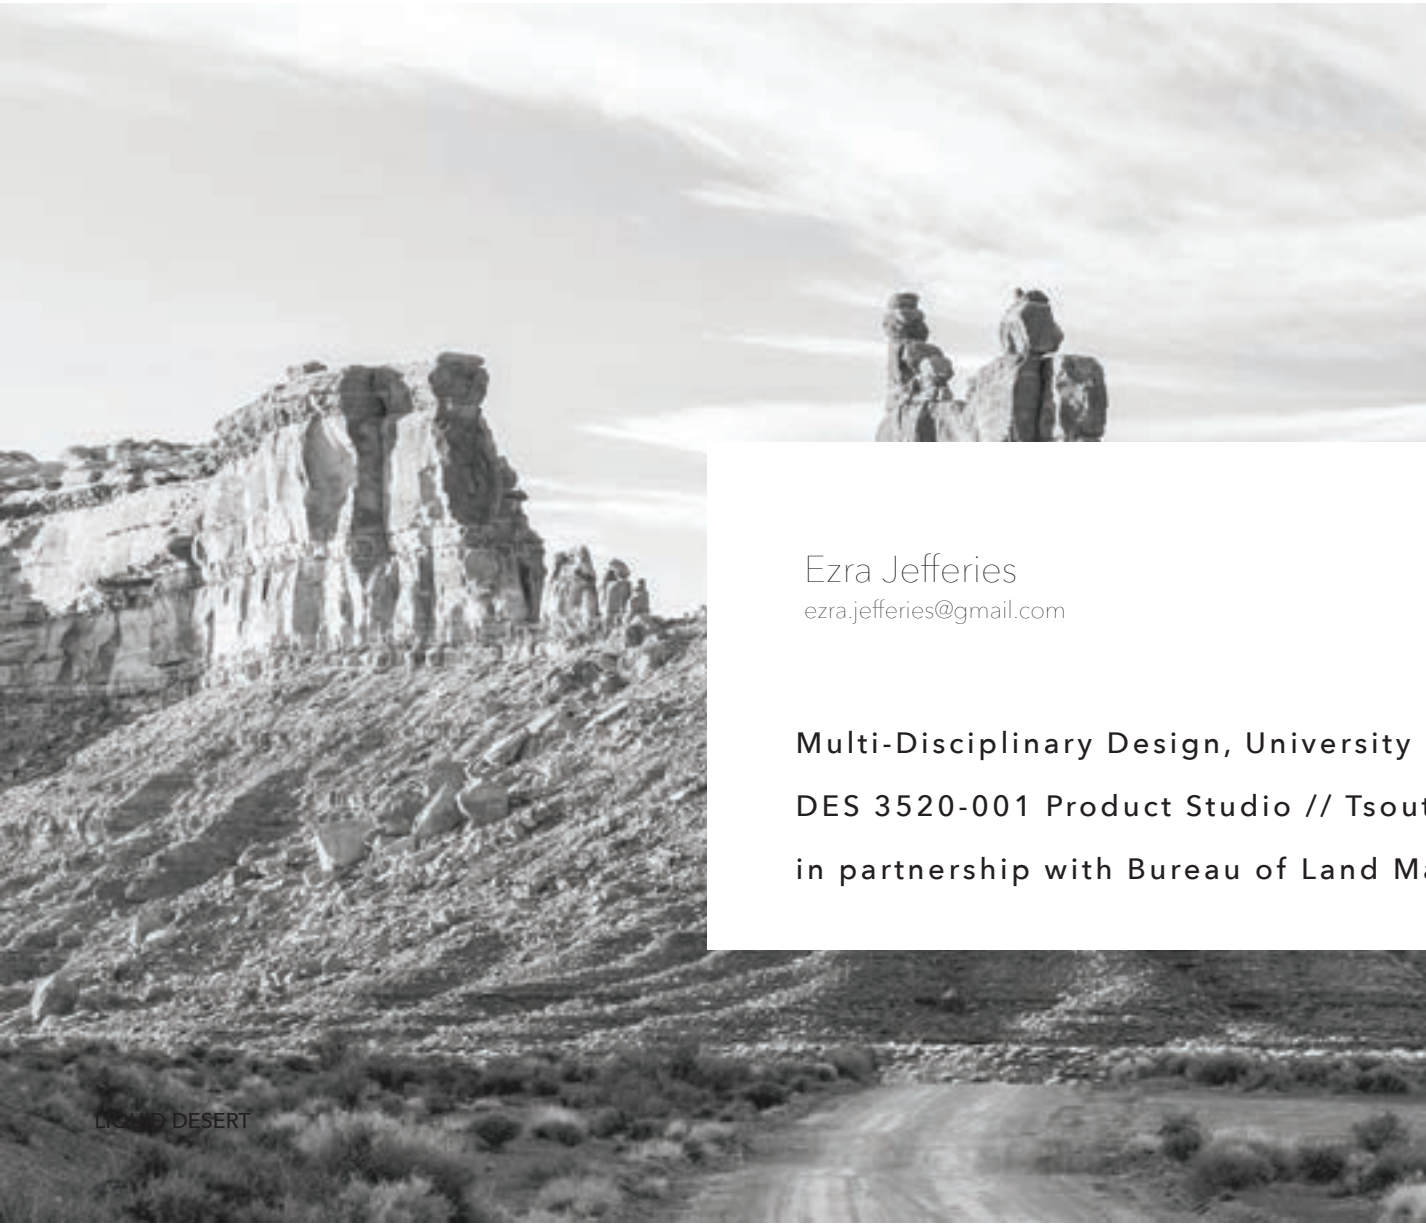 Ezra Jefferies
ezra.jefferies@gmail.com
Multi-Disciplinary Design, University
DES 3520-001 Product Studio // Tsout
in partnership with Bureau of Land Ma
LIQUID DESERT